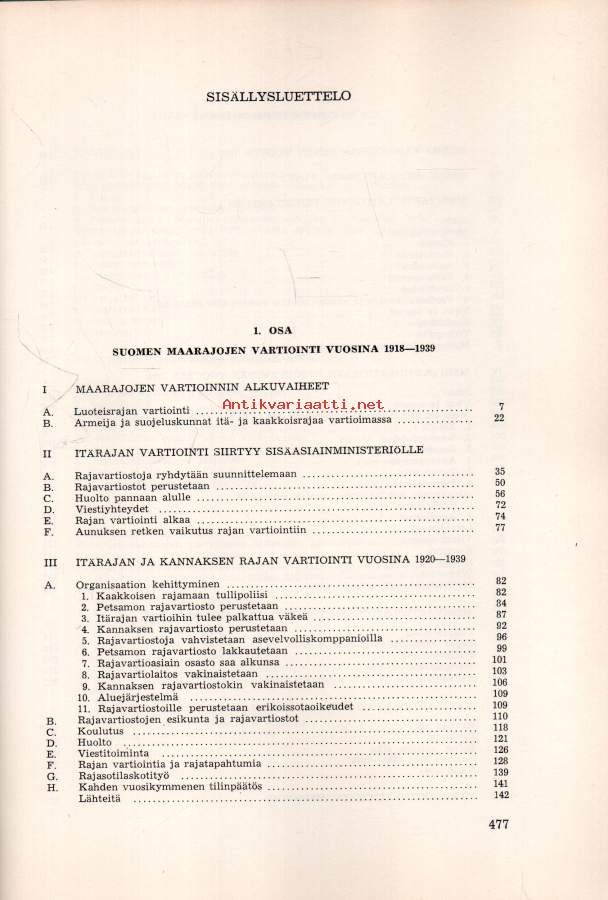 SISÄLLYSLUETTELO
1. OSA
SUOMEN MAARAJOJEN VARTIOINTI VUOSINA 1918—1939
I MAARAJOJEN VARTIOINNIN ALKUVAIHEET
Antikvariaatti.net
A. Luoteisrajan vartiointi 7
B. Armeija ja suojeluskunnat itä- ja kaakkoisrajaa vartioimassa 22
II ITÄRAJAN VARTIOINTI SIIRTYY SISÄASIAINMINISTERIÖLLE
A. Rajavartiostoja ryhdytään suunnittelemaan 35
B. Rajavartiostot perustetaan 50
C. Huolto pannaan alulle 56
D. Viestiyhteydet 72
E. Rajan vartiointi alkaa 74
F. Aunuksen retken vaikutus rajan vartiointiin 77
III ITÄRAJAN JA KANNAKSEN RAJAN VARTIOINTI VUOSINA 1920—1939
A. Organisaation kehittyminen 82
1. Kaakkoisen rajamaan tullipoliisi 82
2. Petsamon rajavartiosto perustetaan 84
3. Itärajan vartioihin tulee palkattua väkeä 87
4. Kannaksen rajavartiosto perustetaan 92
5. Rajavartiostoja vahvistetaan asevelvolliskomppanioilla 96
6. Petsamon rajavartiosto lakkautetaan 99
7. Rajavartioasiain osasto saa alkunsa 101
8. Rajavartiolaitos vakinaistetaan 103
9. Kannaksen rajavartiostokin vakinaistetaan 106
10. Aluejärjestelmä 109
11. Rajavartiostoille perustetaan erikoissotaoikeudet 109
B. Rajavartiostojen esikunta ja rajavartiostot 110
C. Koulutus 118
D. Huolto 121
E. Viestitoiminta 126
F. Rajan vartiointia ja rajatapahtumia 128
G. Rajasotilaskotityö 139
H. Kahden vuosikymmenen tilinpäätös 141
Lähteitä 142
477